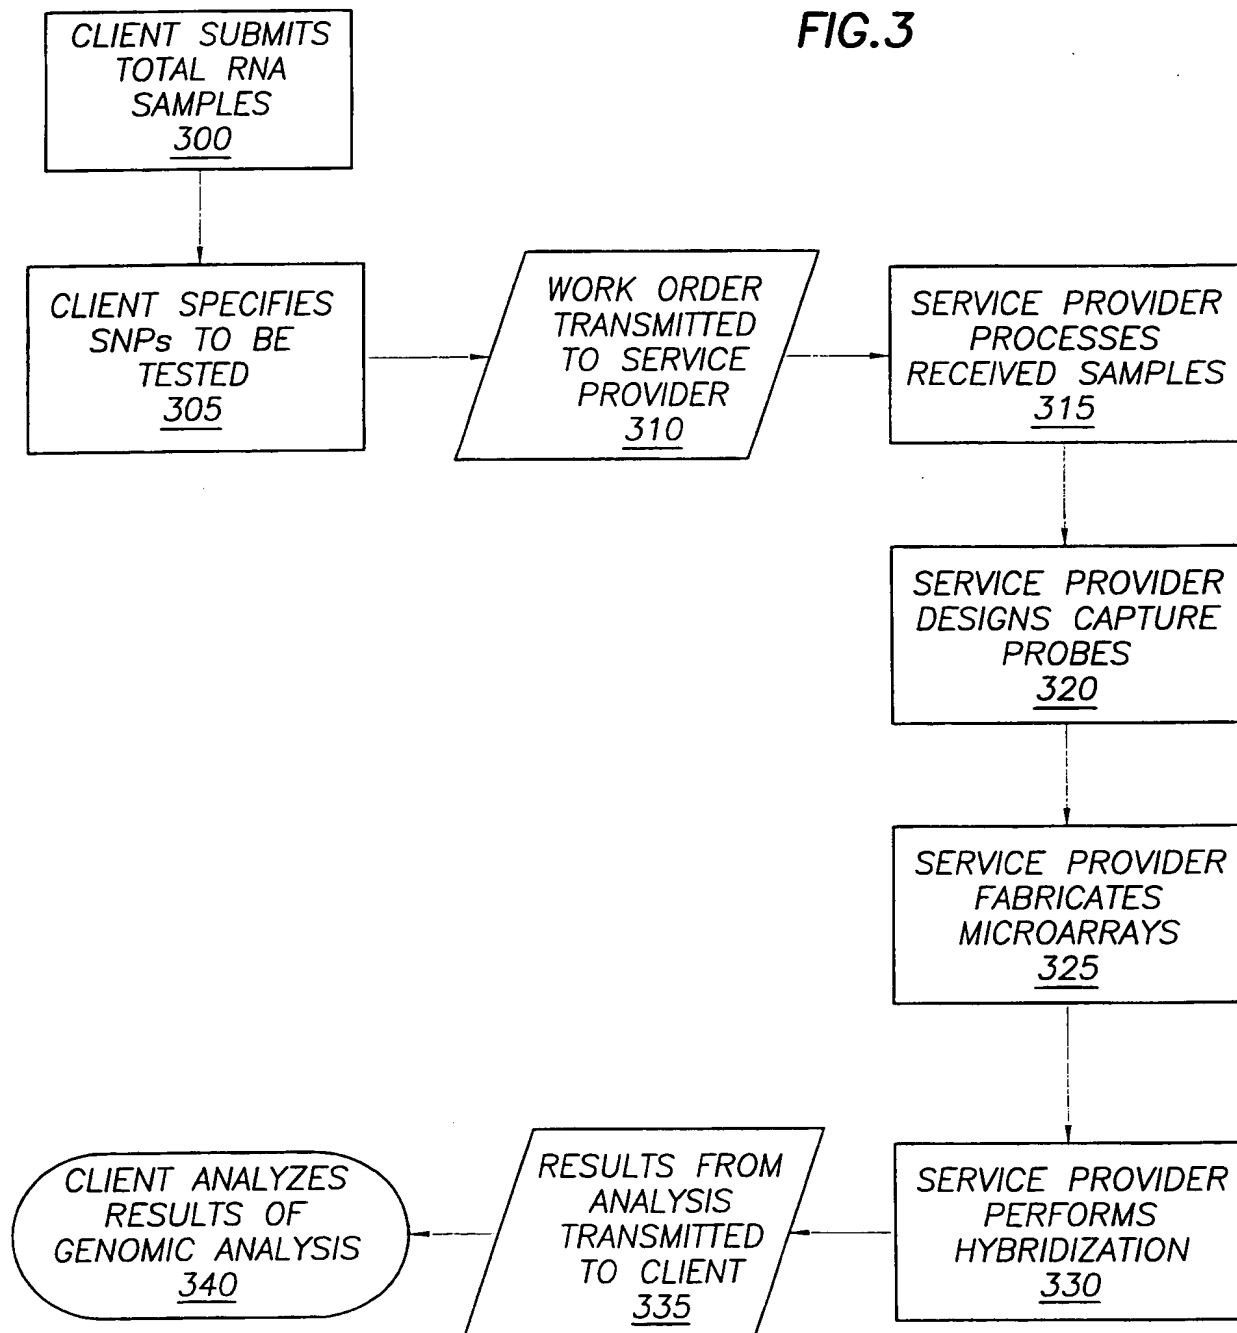 FIG.3
CLIENT SUBMITS
TOTAL RNA
SAMPLES
300
CLIENT SPECIFIES
SNPs TO BE
TESTED
305
WORK ORDER
TRANSMITTED
TO SERVICE
PROVIDER
310
SERVICE PROVIDER
PROCESSES
RECEIVED SAMPLES
315
SERVICE PROVIDER
DESIGNS CAPTURE
PROBES
320
SERVICE PROVIDER
FABRICATES
MICROARRAYS
325
SERVICE PROVIDER
PERFORMS
HYBRIDIZATION
330
RESULTS FROM
ANALYSIS
TRANSMITTED
TO CLIENT
335
CLIENT ANALYZES
RESULTS OF
GENOMIC ANALYSIS
340